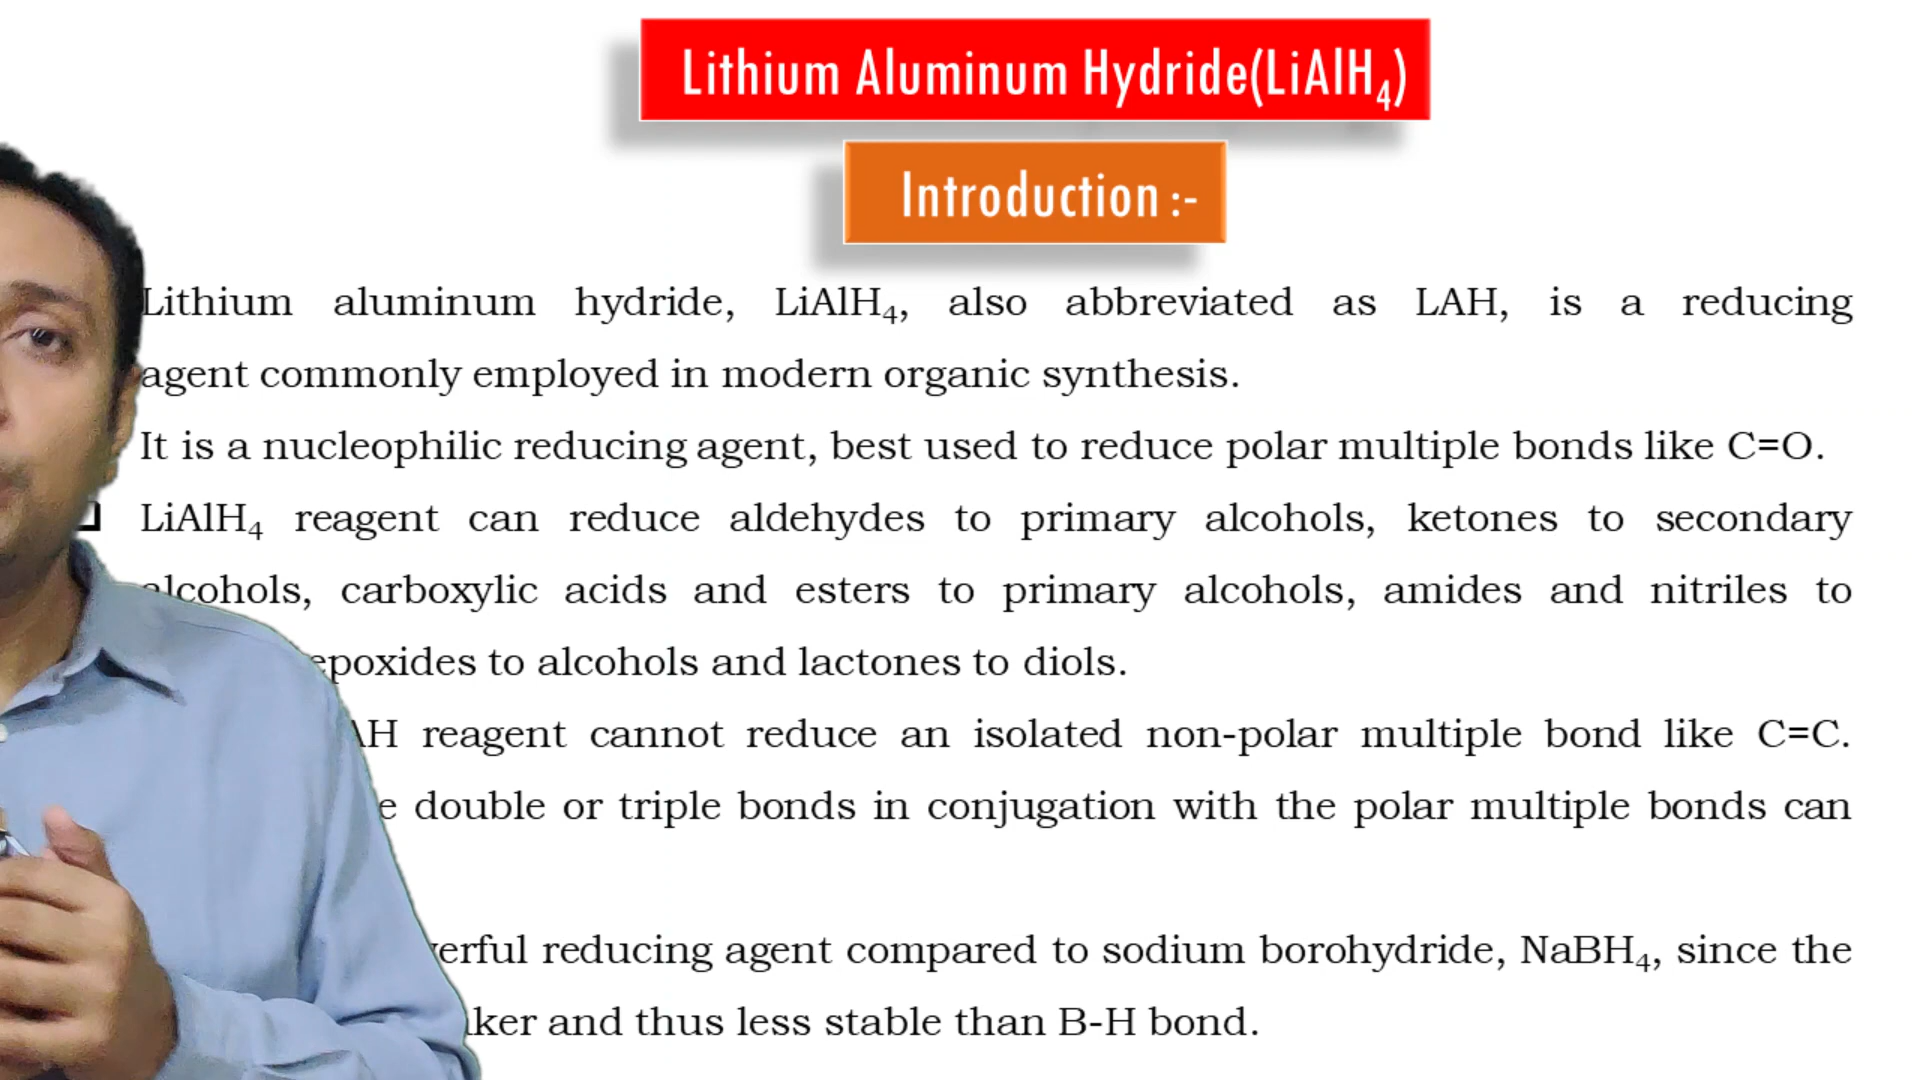 Lithium Aluminum Hydride(LiAlH₄)
Introduction :-
Lithium aluminum hydride, LiAlH₄, also abbreviated as LAH, is a reducing
agent commonly employed in modern organic synthesis.
It is a nucleophilic reducing agent, best used to reduce polar multiple bonds like C=O.
LiAlH₄ reagent can reduce aldehydes to primary alcohols, ketones to secondary
alcohols, carboxylic acids and esters to primary alcohols, amides and nitriles to
epoxides to alcohols and lactones to diols.
reagent cannot reduce an isolated non-polar multiple bond like C=C.
double or triple bonds in conjugation with the polar multiple bonds can
reducing agent compared to sodium borohydride, NaBH₄, since the
and thus less stable than B-H bond.